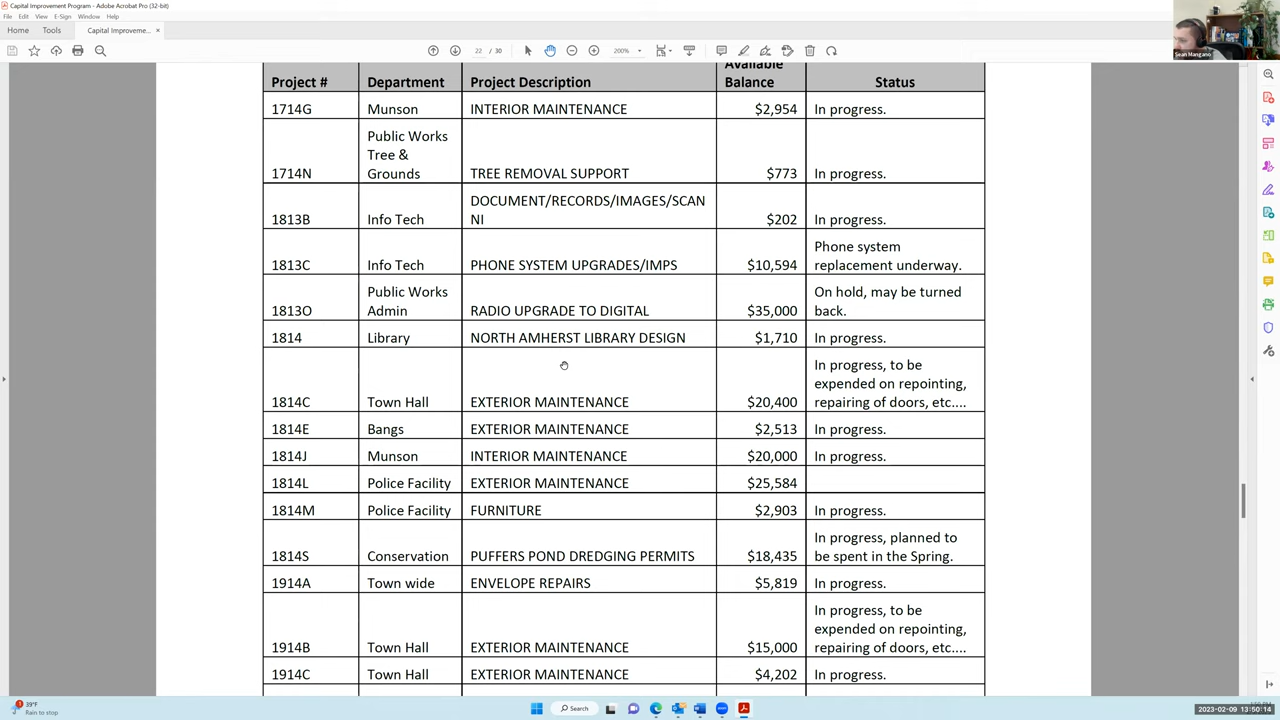 Capital Improvement Program - Adobe Acrobat Pro (32-bit)
File Edit View E-Sign Window Help
Home Tools Capital Improveme... ×
22 / 30 200%
Sean Mangano
Project # Department Project Description Available Balance Status
1714G Munson INTERIOR MAINTENANCE $2,954 In progress.
Public Works
Tree &
1714N Grounds TREE REMOVAL SUPPORT $773 In progress.
DOCUMENT/RECORDS/IMAGES/SCAN
1813B Info Tech NI $202 In progress.
Phone system
1813C Info Tech PHONE SYSTEM UPGRADES/IMPS $10,594 replacement underway.
Public Works On hold, may be turned
1813O Admin RADIO UPGRADE TO DIGITAL $35,000 back.
1814 Library NORTH AMHERST LIBRARY DESIGN $1,710 In progress.
In progress, to be
expended on repointing,
1814C Town Hall EXTERIOR MAINTENANCE $20,400 repairing of doors, etc....
1814E Bangs EXTERIOR MAINTENANCE $2,513 In progress.
1814J Munson INTERIOR MAINTENANCE $20,000 In progress.
1814L Police Facility EXTERIOR MAINTENANCE $25,584
1814M Police Facility FURNITURE $2,903 In progress.
In progress, planned to
1814S Conservation PUFFERS POND DREDGING PERMITS $18,435 be spent in the Spring.
1914A Town wide ENVELOPE REPAIRS $5,819 In progress.
In progress, to be
expended on repointing,
1914B Town Hall EXTERIOR MAINTENANCE $15,000 repairing of doors, etc....
1914C Town Hall EXTERIOR MAINTENANCE $4,202 In progress.
39°F
Rain to stop
Search
2023-02-09 13:50:14